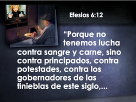 Efesios 6:12
"Porque no
tenemos lucha
contra sangre y carne, sino
contra principados, contra
potestades, contra los
gobernadores de las
tinieblas de este siglo,...